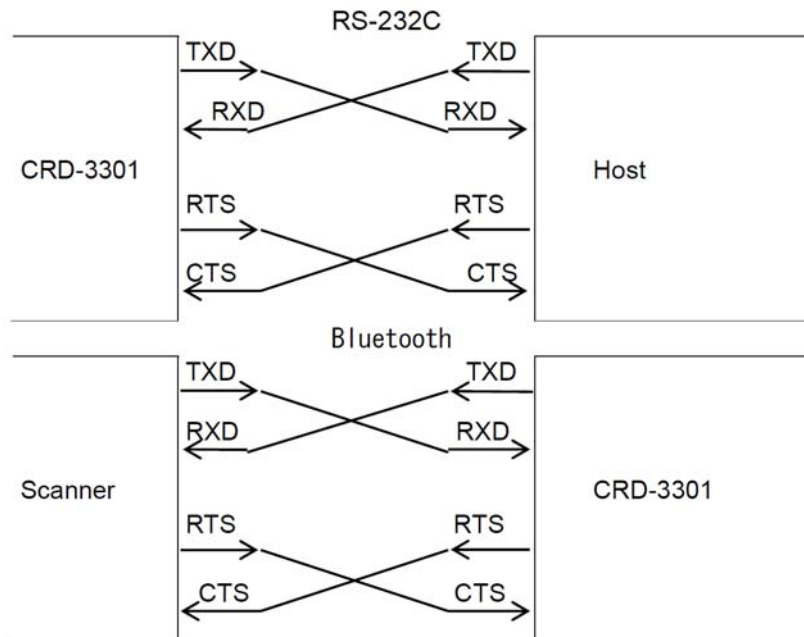 RS-232C
TXD TXD
RXD RXD
CRD-3301 Host
RTS RTS
CTS CTS
Bluetooth
TXD TXD
RXD RXD
Scanner CRD-3301
RTS RTS
CTS CTS